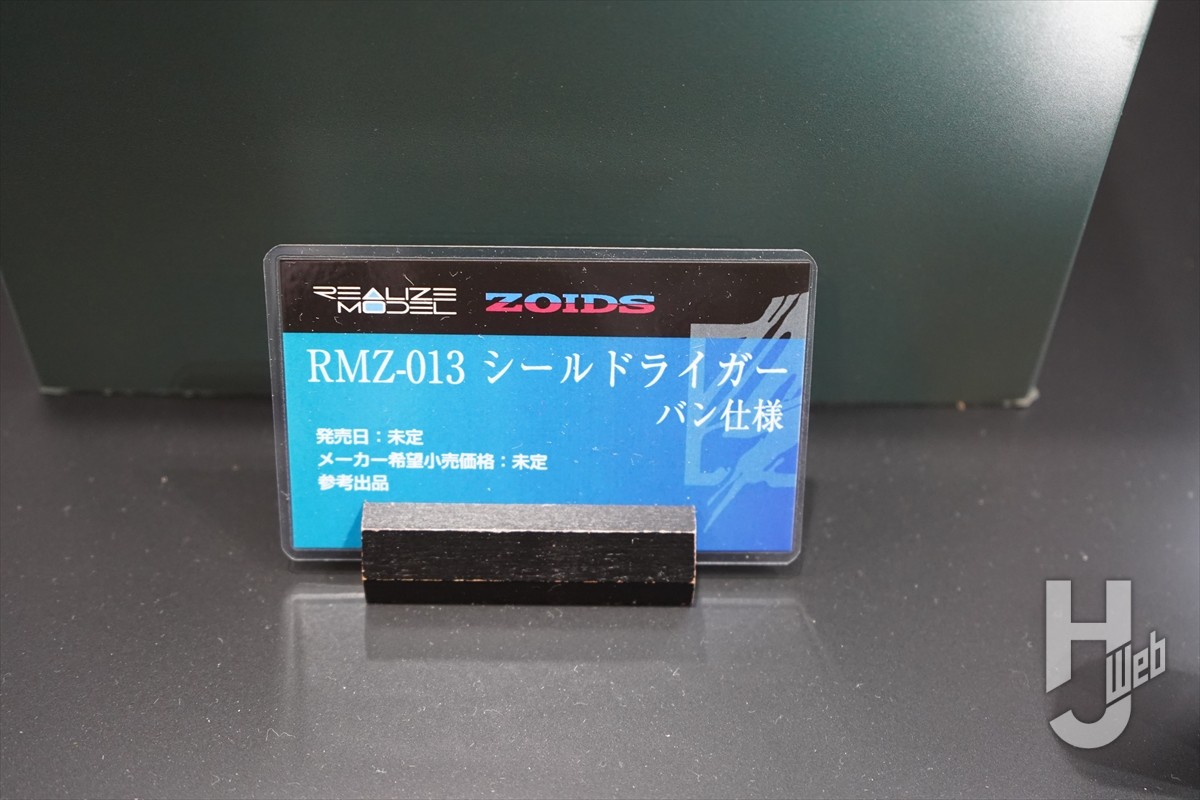 REALIZE MODEL ZOIDS
RMZ-013 シールドライガー
バン仕様
発売日：未定
メーカー希望小売価格：未定
参考出品
HJ Web